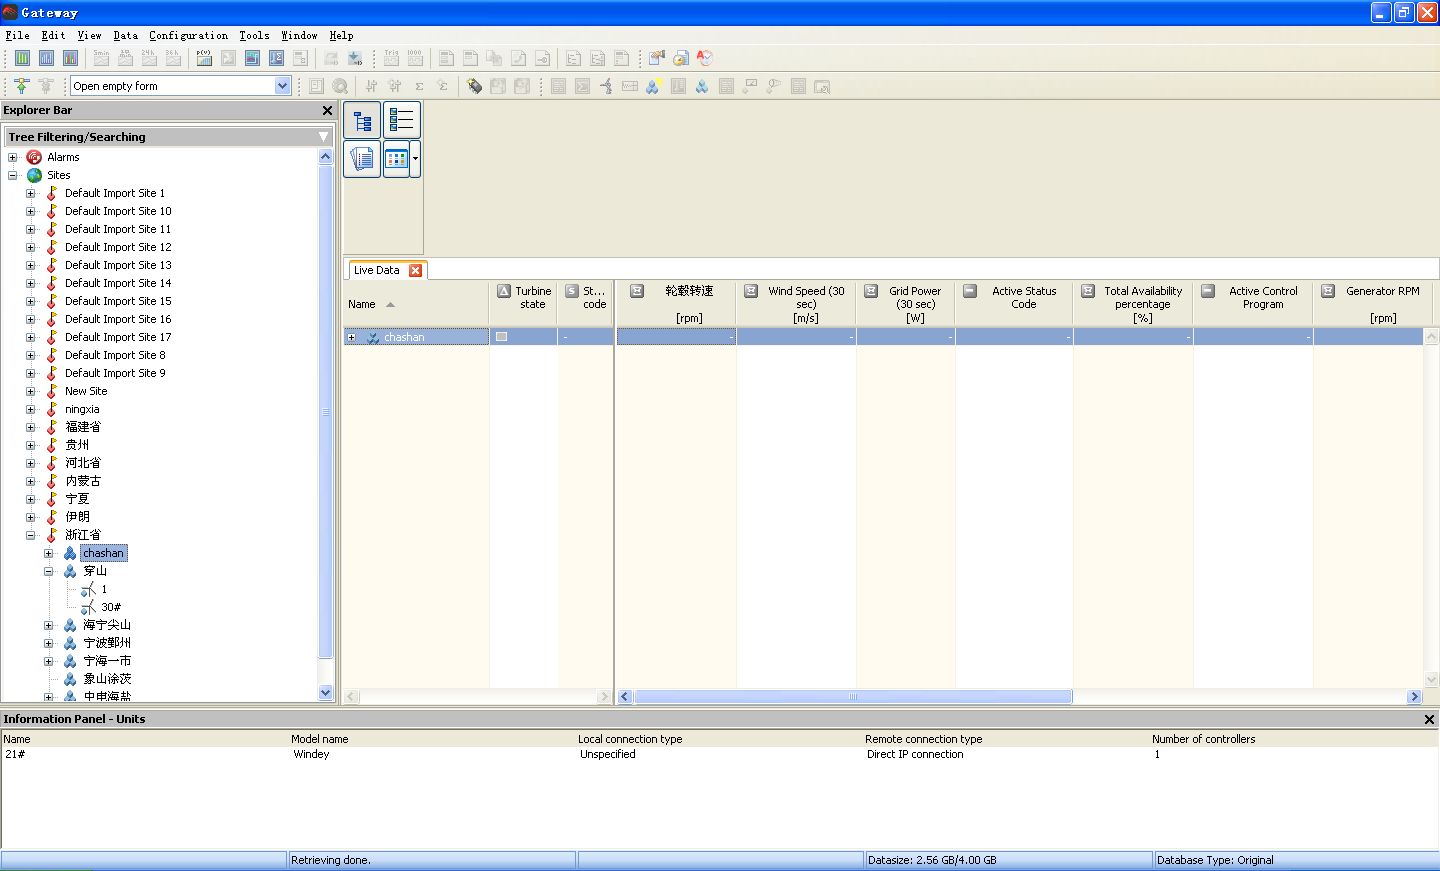 Gateway
File Edit View Data Configuration Tools Window Help
Open empty form
Explorer Bar
Tree Filtering/Searching
Alarms
Sites
Default Import Site 1
Default Import Site 10
Default Import Site 11
Default Import Site 12
Default Import Site 13
Default Import Site 14
Default Import Site 15
Default Import Site 16
Default Import Site 17
Default Import Site 8
Default Import Site 9
New Site
ningxia
福建省
贵州
河北省
内蒙古
宁夏
伊朗
浙江省
chashan
穿山
1
30#
海宁尖山
宁波鄞州
宁海一市
象山涂茨
中电海盐
Live Data
Name
Turbine state
St... code
轮毂转速 [rpm]
Wind Speed (30 sec) [m/s]
Grid Power (30 sec) [W]
Active Status Code
Total Availability percentage [%]
Active Control Program
Generator RPM [rpm]
chashan - - - - - - -
Information Panel - Units
Name Model name Local connection type Remote connection type Number of controllers
21# Windey Unspecified Direct IP connection 1
Retrieving done. Datasize: 2.56 GB/4.00 GB Database Type: Original